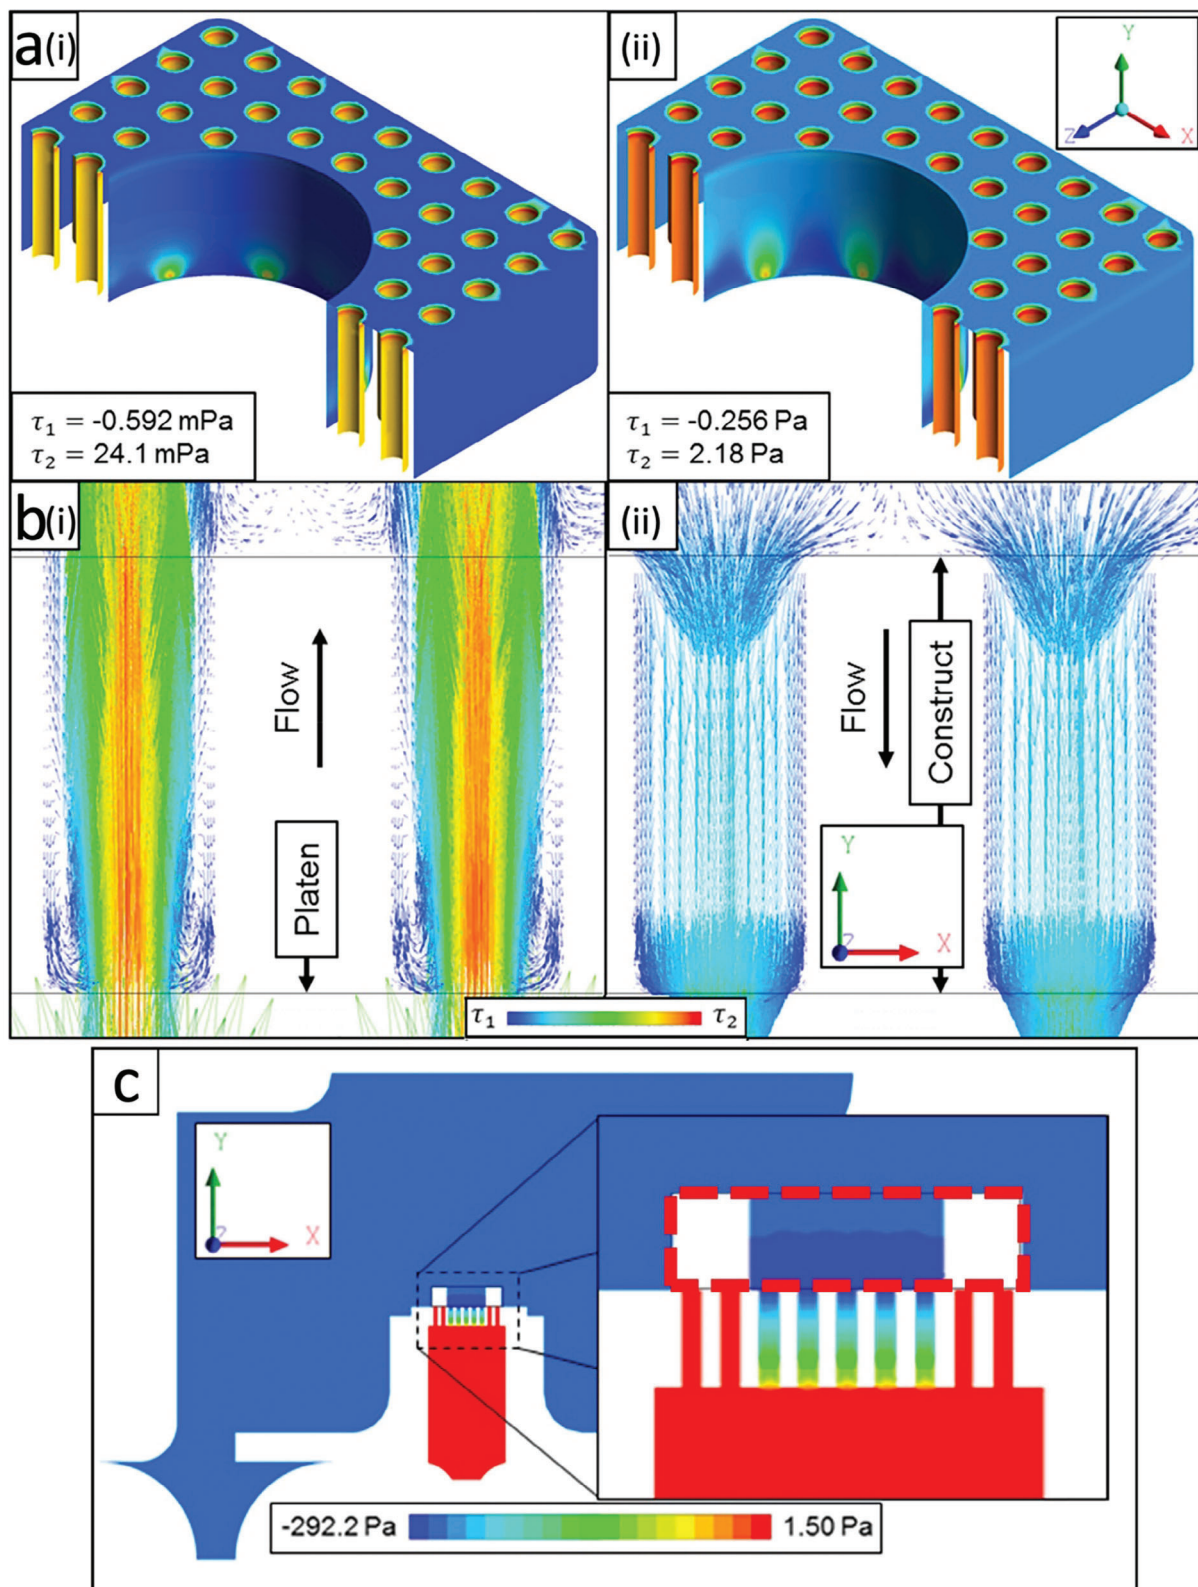 a(i)
(ii)
Y
Z
X
τ₁ = -0.592 mPa
τ₂ = 24.1 mPa
τ₁ = -0.256 Pa
τ₂ = 2.18 Pa
b(i)
(ii)
Flow
Platen
Flow
Construct
Y
Z
X
τ₁
τ₂
c
Y
Z
X
-292.2 Pa
1.50 Pa